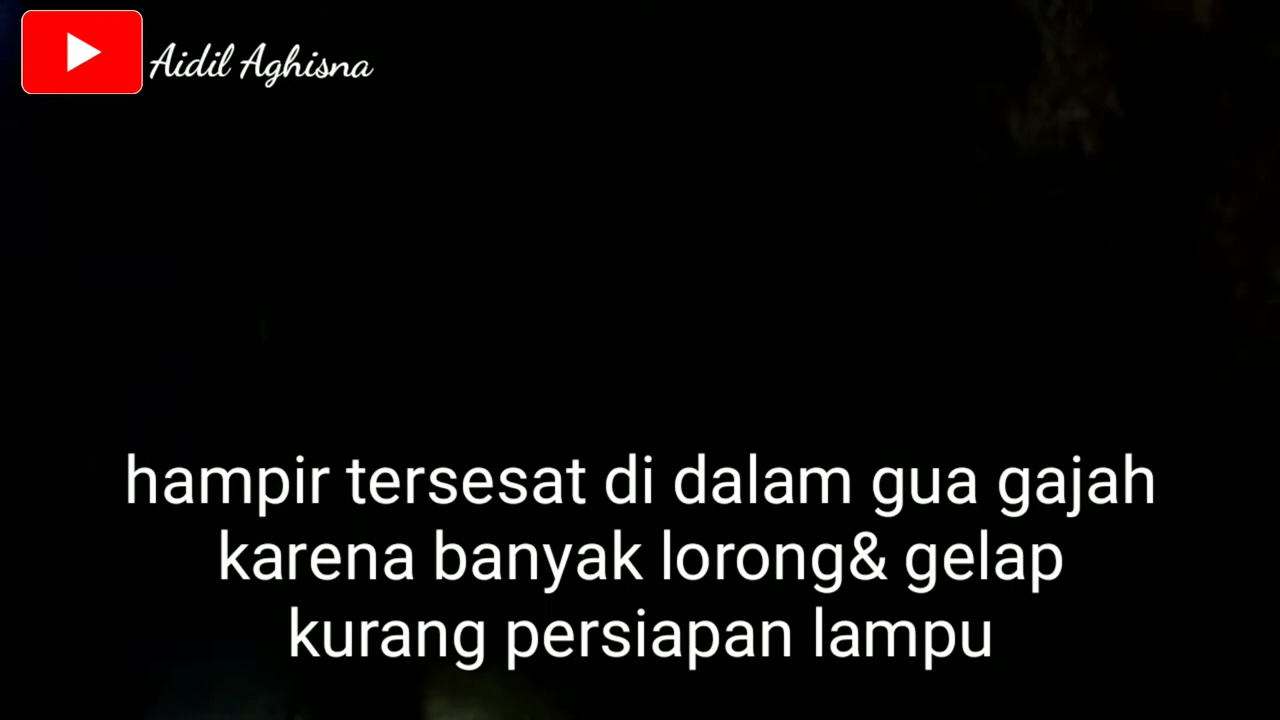 Aidil Aghisna
hampir tersesat di dalam gua gajah
karena banyak lorong& gelap
kurang persiapan lampu